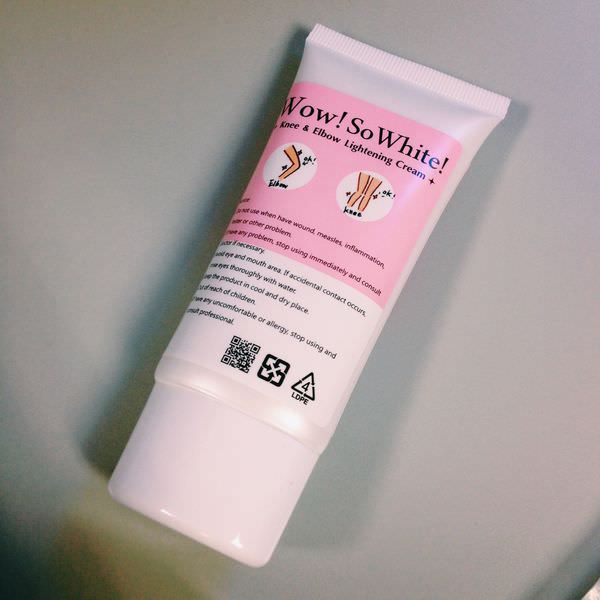 Wow! So White!
Knee & Elbow Lightening Cream
ok!
Elbow
ok!
Knee
not use when have wound, measles, inflammation,
or other problem.
have any problem, stop using immediately and consult
if necessary.
eye and mouth area. If accidental contact occurs,
eyes thoroughly with water.
the product in cool and dry place.
of reach of children.
have any uncomfortable or allergy, stop using and
professional.
4
LDPE